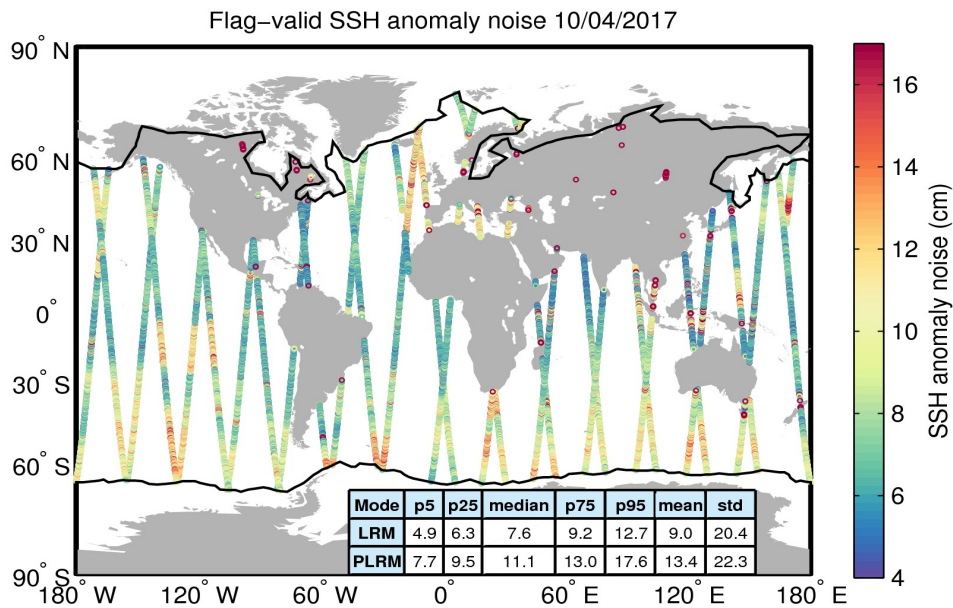 Flag−valid SSH anomaly noise 10/04/2017
90° N
60° N
30° N
0°
30° S
60° S
90° S
180° W 120° W 60° W 0° 60° E 120° E 180° E
Mode p5 p25 median p75 p95 mean std
LRM 4.9 6.3 7.6 9.2 12.7 9.0 20.4
PLRM 7.7 9.5 11.1 13.0 17.6 13.4 22.3
16
14
12
10
8
6
4
SSH anomaly noise (cm)